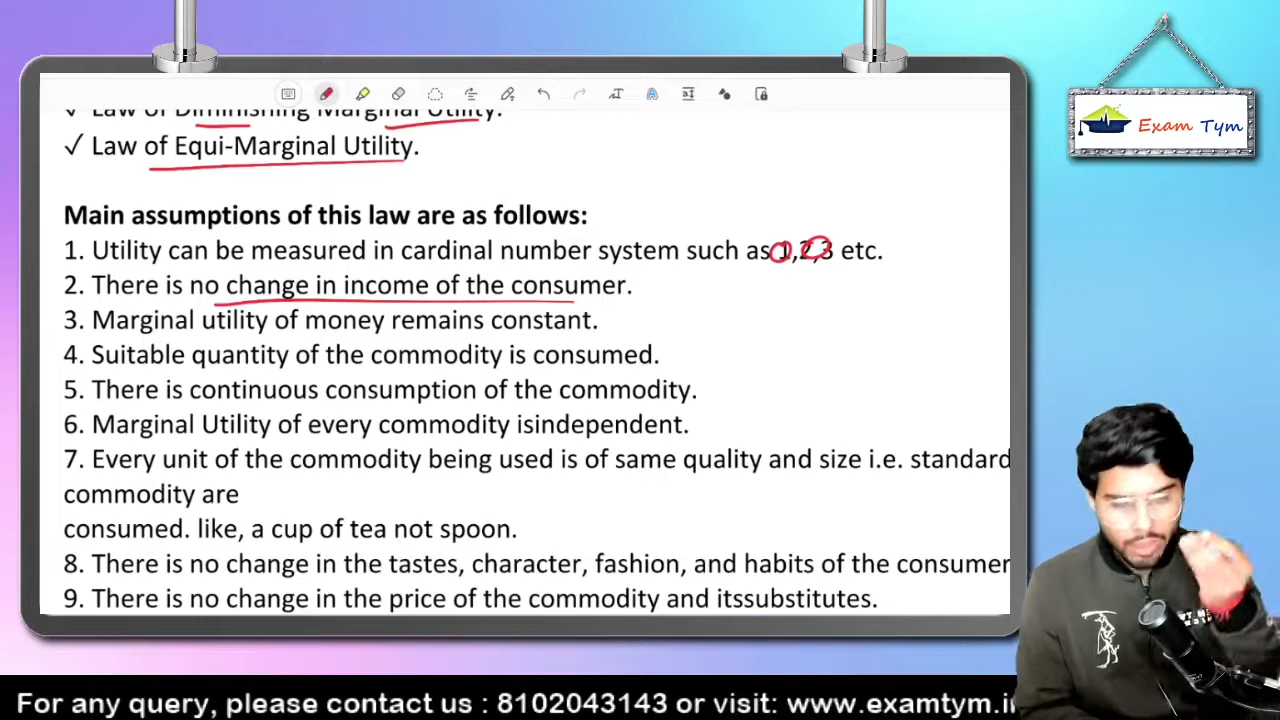 ✓ Law of Diminishing Marginal Utility.
✓ Law of Equi-Marginal Utility.
Main assumptions of this law are as follows:
1. Utility can be measured in cardinal number system such as 1,2,3 etc.
2. There is no change in income of the consumer.
3. Marginal utility of money remains constant.
4. Suitable quantity of the commodity is consumed.
5. There is continuous consumption of the commodity.
6. Marginal Utility of every commodity isindependent.
7. Every unit of the commodity being used is of same quality and size i.e. standard
commodity are
consumed. like, a cup of tea not spoon.
8. There is no change in the tastes, character, fashion, and habits of the consumer
9. There is no change in the price of the commodity and itssubstitutes.
Exam Tym
For any query, please contact us : 8102043143 or visit: www.examtym.in